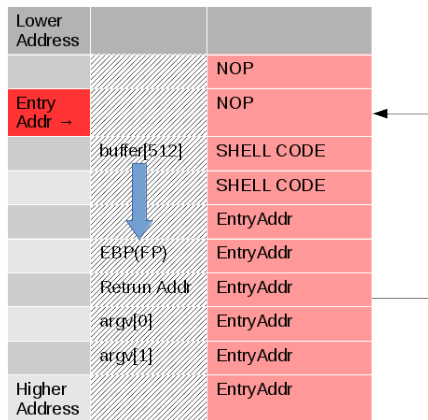 Lower
Address
NOP
Entry
Addr →
NOP
buffer[512]
SHELL CODE
SHELL CODE
EntryAddr
EBP(FP)
EntryAddr
Retrun Addr
EntryAddr
argv[0]
EntryAddr
argv[1]
EntryAddr
Higher
Address
EntryAddr